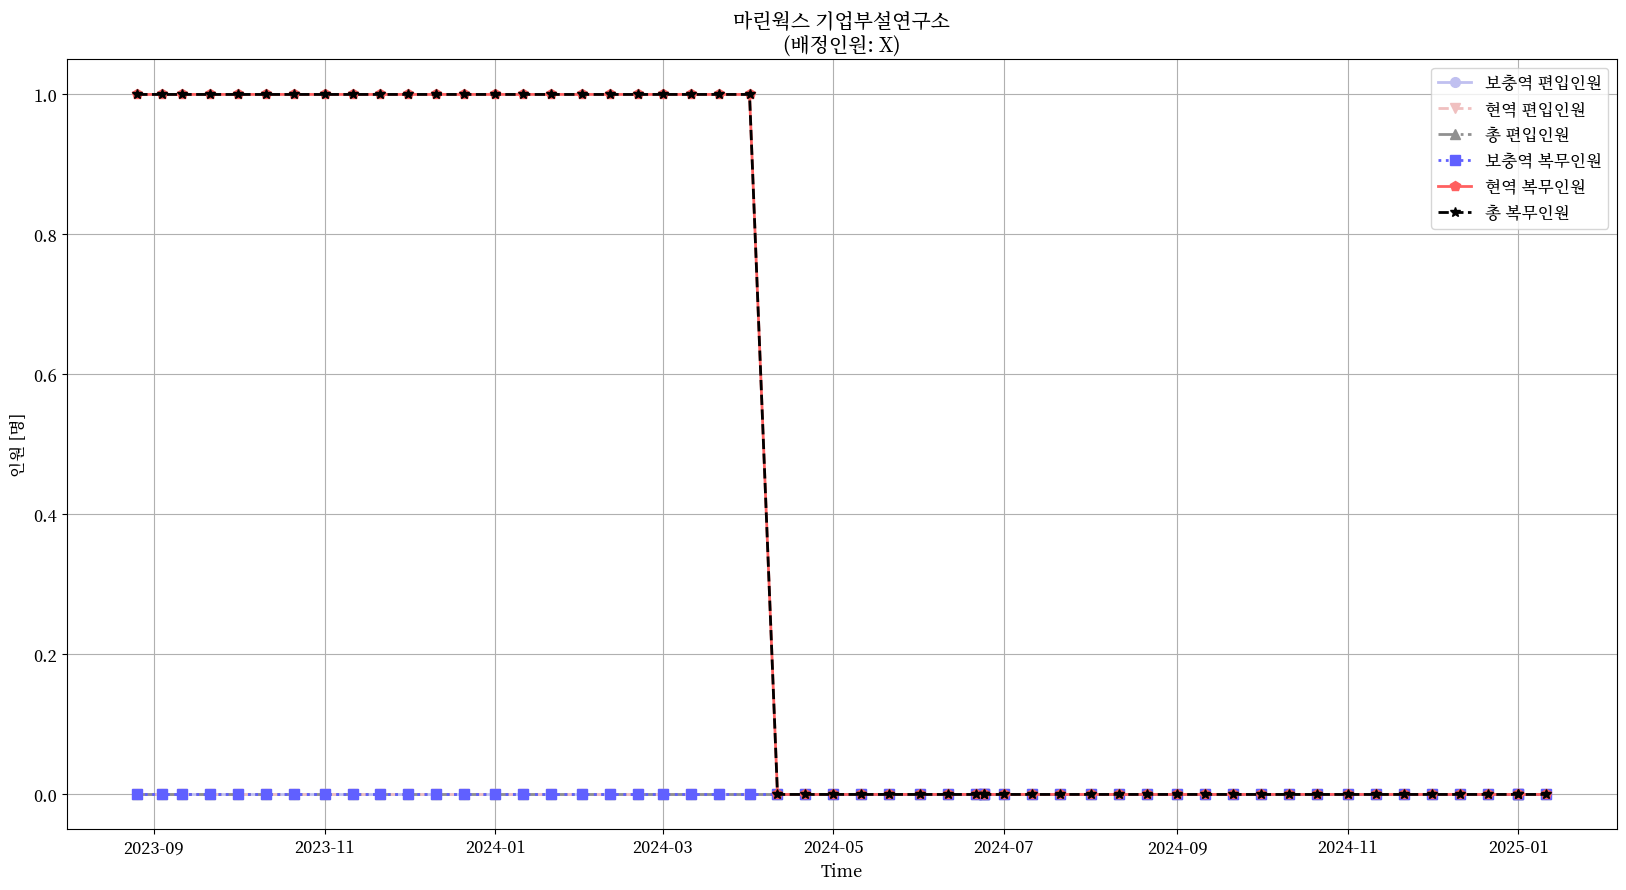 마린웍스 기업부설연구소
(배정인원: X)
보충역 편입인원
현역 편입인원
총 편입인원
보충역 복무인원
현역 복무인원
총 복무인원
1.0
0.8
0.6
0.4
0.2
0.0
인원 [명]
2023-09
2023-11
2024-01
2024-03
2024-05
2024-07
2024-09
2024-11
2025-01
Time